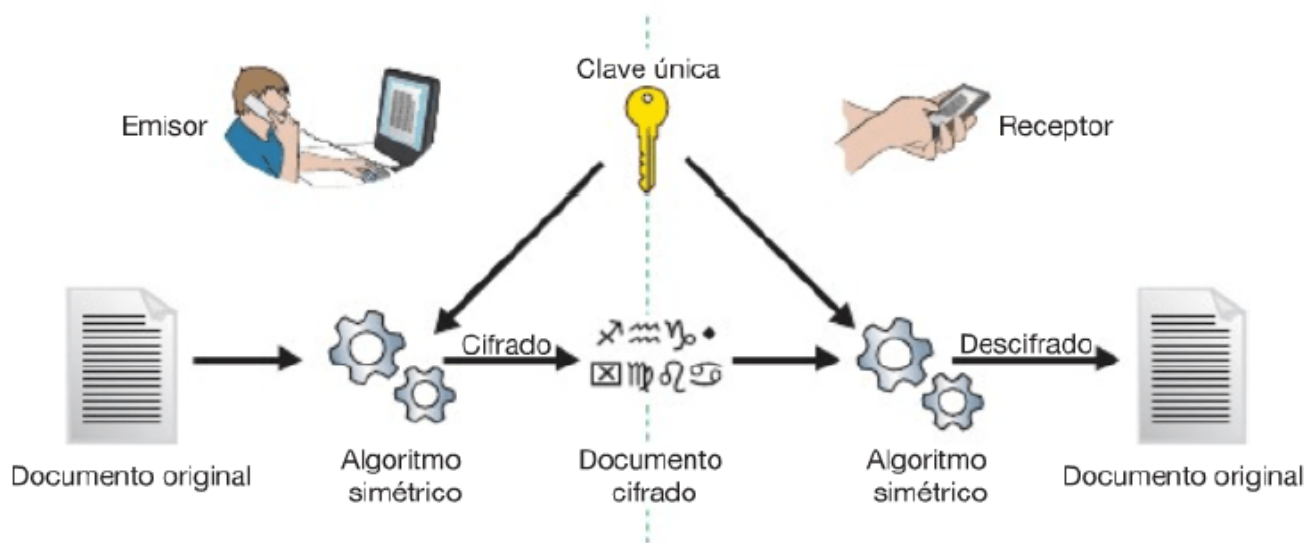 Clave única
Emisor
Receptor
Cifrado
Descifrado
Documento original
Algoritmo
simétrico
Documento
cifrado
Algoritmo
simétrico
Documento original